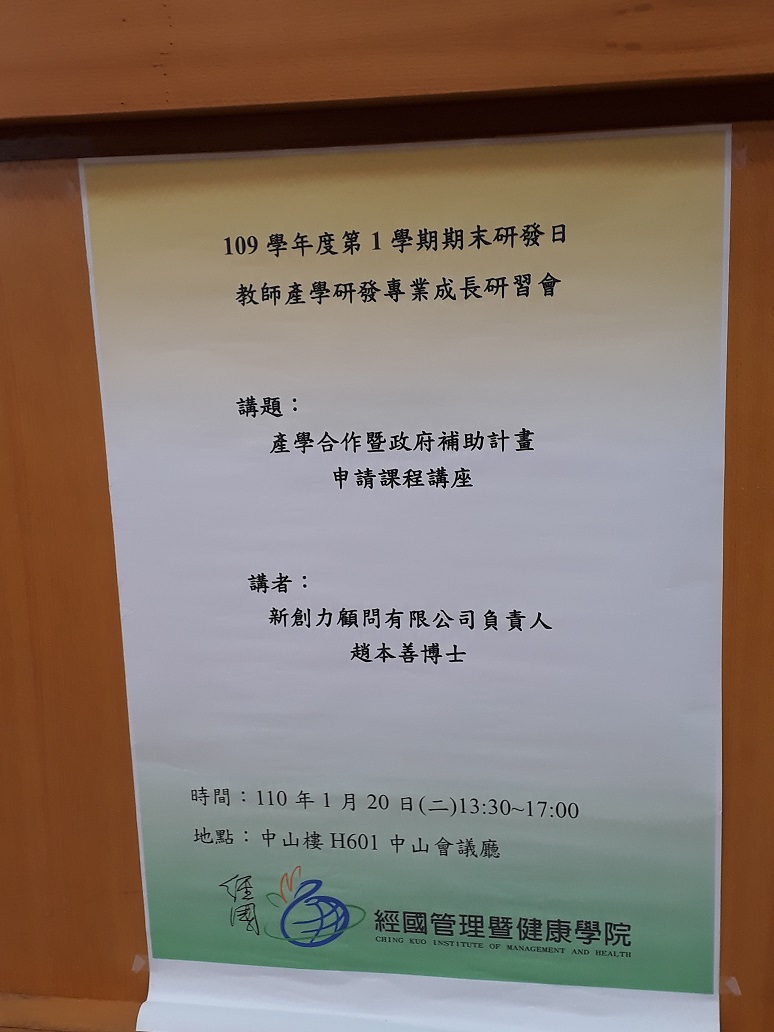 109 學年度第 1 學期期末研發日
教師產學研發專業成長研習會
講題：
產學合作暨政府補助計畫
申請課程講座
講者：
新創力顧問有限公司負責人
趙本善博士
時間：110 年 1 月 20 日(二)13:30~17:00
地點：中山樓 H601 中山會議廳
經國
經國管理暨健康學院
CHING KUO INSTITUTE OF MANAGEMENT AND HEALTH